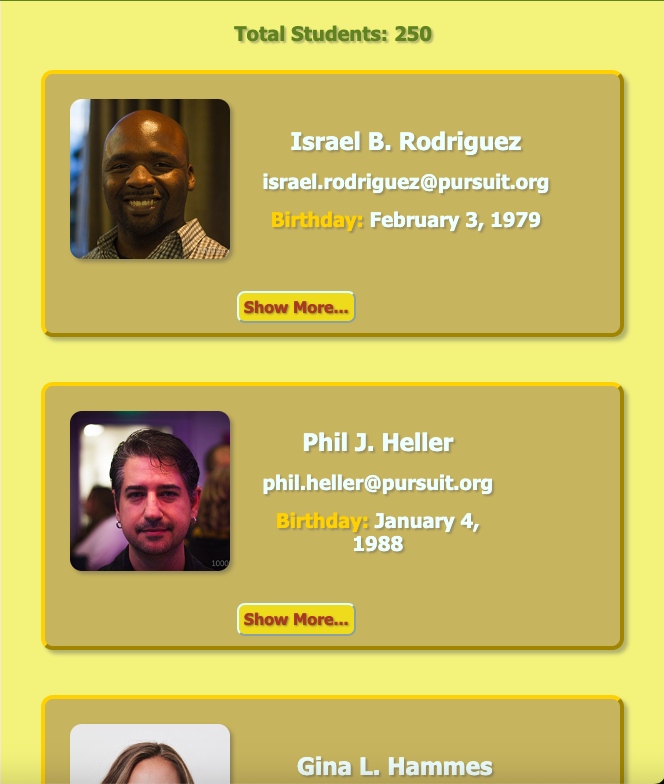 Total Students: 250
Israel B. Rodriguez
israel.rodriguez@pursuit.org
Birthday: February 3, 1979
Show More...
Phil J. Heller
phil.heller@pursuit.org
Birthday: January 4,
1988
1000
Show More...
Gina L. Hammes